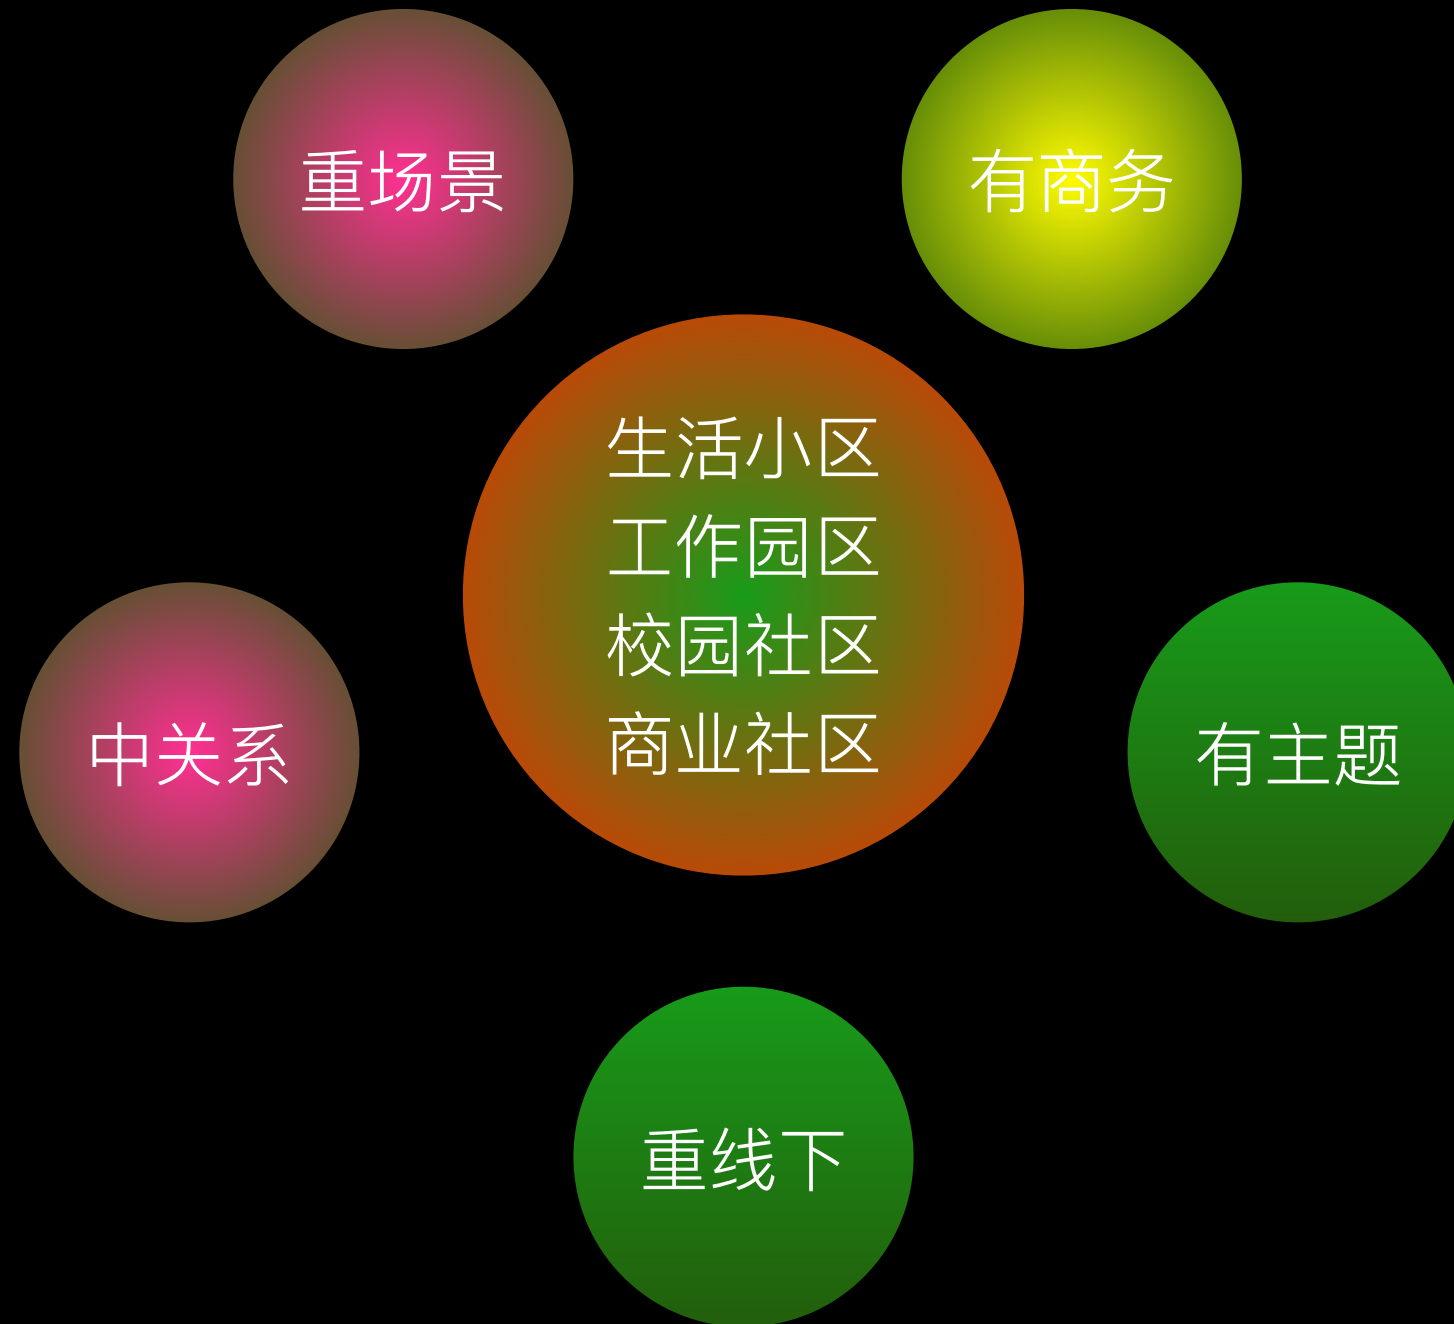 重场景
有商务
生活小区
工作园区
校园社区
商业社区
中关系
有主题
重线下